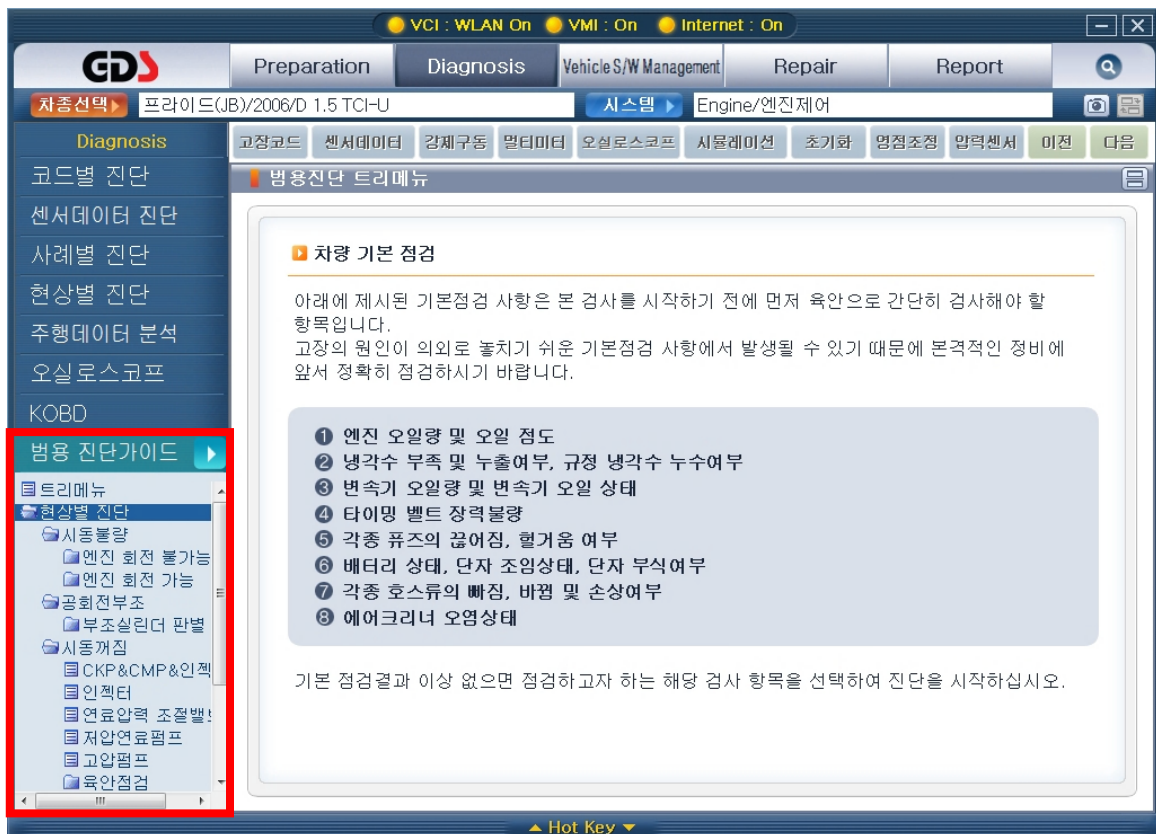 VCI : WLAN On VMI : On Internet : On
GDS Preparation Diagnosis Vehicle S/W Management Repair Report
차종선택 프라이드(JB)/2006/D 1.5 TCI-U 시스템 Engine/엔진제어
Diagnosis 고장코드 센서데이터 강제구동 멀티미터 오실로스코프 시뮬레이션 초기화 영점조정 압력센서 이전 다음
코드별 진단
센서데이터 진단
사례별 진단
현상별 진단
주행데이터 분석
오실로스코프
KOBD
범용 진단가이드
트리메뉴
현상별 진단
시동불량
엔진 회전 불가능
엔진 회전 가능
공회전부조
부조실린더 판별
시동꺼짐
CKP&CMP&인젝
인젝터
연료압력 조절밸
저압연료펌프
고압펌프
육안점검
범용진단 트리메뉴
차량 기본 점검
아래에 제시된 기본점검 사항은 본 검사를 시작하기 전에 먼저 육안으로 간단히 검사해야 할
항목입니다.
고장의 원인이 의외로 놓치기 쉬운 기본점검 사항에서 발생될 수 있기 때문에 본격적인 정비에
앞서 정확히 점검하시기 바랍니다.
1 엔진 오일량 및 오일 점도
2 냉각수 부족 및 누출여부, 규정 냉각수 누수여부
3 변속기 오일량 및 변속기 오일 상태
4 타이밍 벨트 장력불량
5 각종 퓨즈의 끊어짐, 헐거움 여부
6 배터리 상태, 단자 조임상태, 단자 부식여부
7 각종 호스류의 빠짐, 바뀜 및 손상여부
8 에어크리너 오염상태
기본 점검결과 이상 없으면 점검하고자 하는 해당 검사 항목을 선택하여 진단을 시작하십시오.
Hot Key